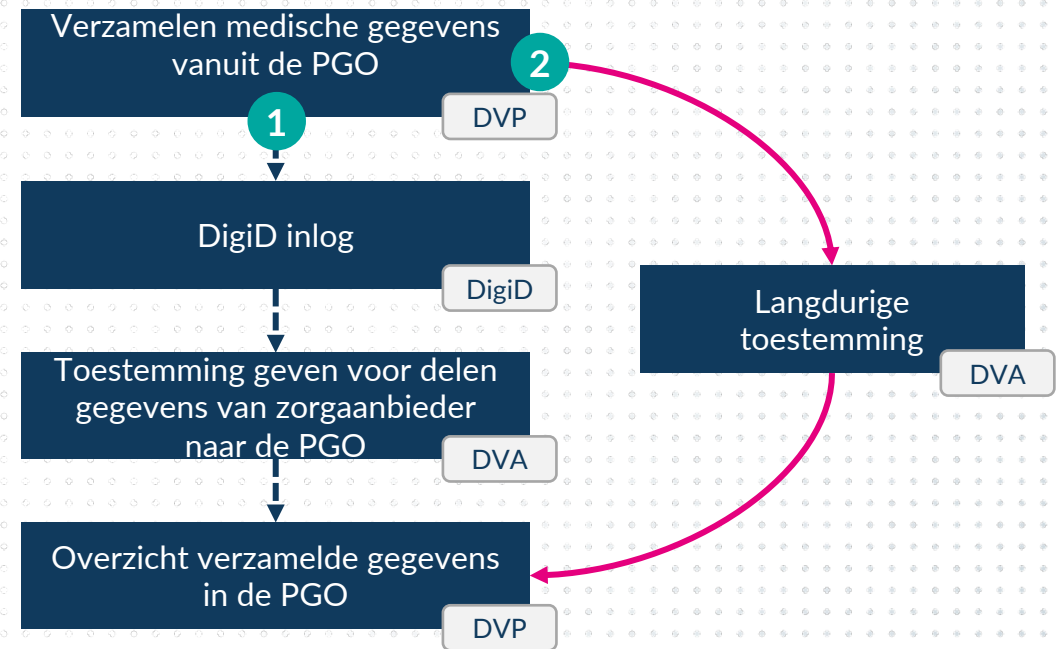 Verzamelen medische gegevens
vanuit de PGO
2
DVP
1
DigiD inlog
DigiD
Langdurige
toestemming
DVA
Toestemming geven voor delen
gegevens van zorgaanbieder
naar de PGO
DVA
Overzicht verzamelde gegevens
in de PGO
DVP